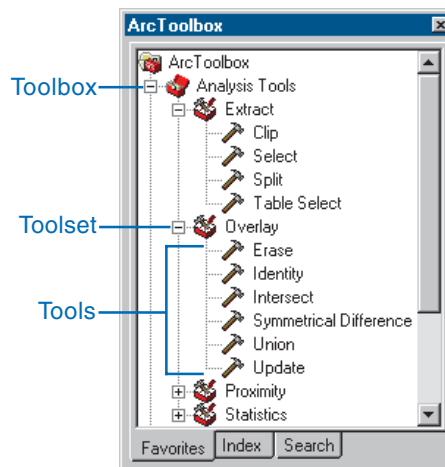 ArcToolbox
ArcToolbox
Toolbox
Analysis Tools
Extract
Clip
Select
Split
Table Select
Toolset
Overlay
Erase
Identity
Intersect
Tools
Symmetrical Difference
Union
Update
Proximity
Statistics
Favorites Index Search